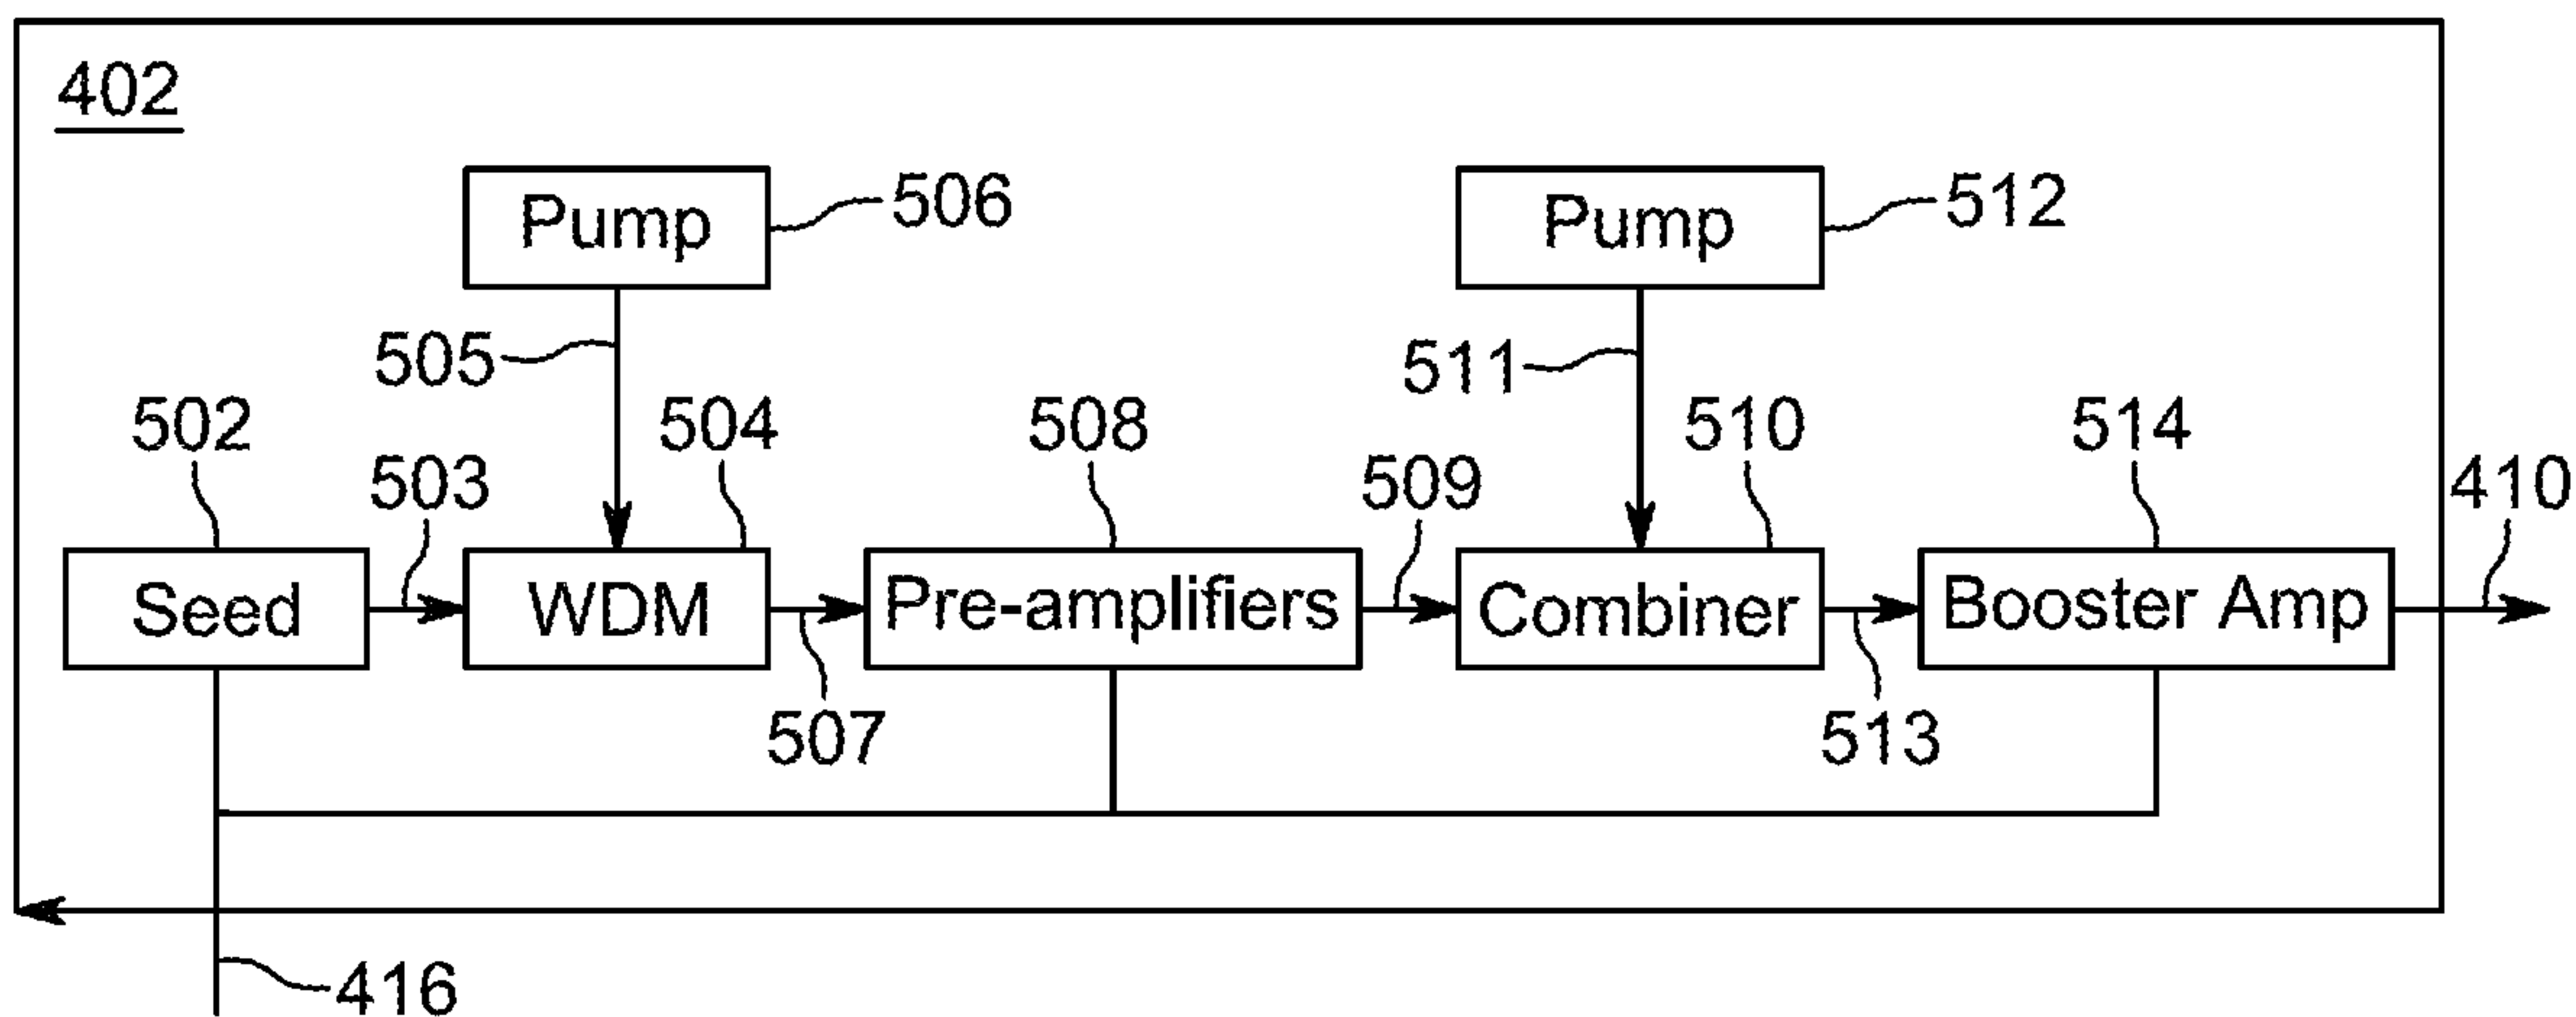 402
Pump
506
Pump
512
505
511
502
503
504
508
509
510
514
410
Seed
WDM
Pre-amplifiers
Combiner
Booster Amp
507
513
416